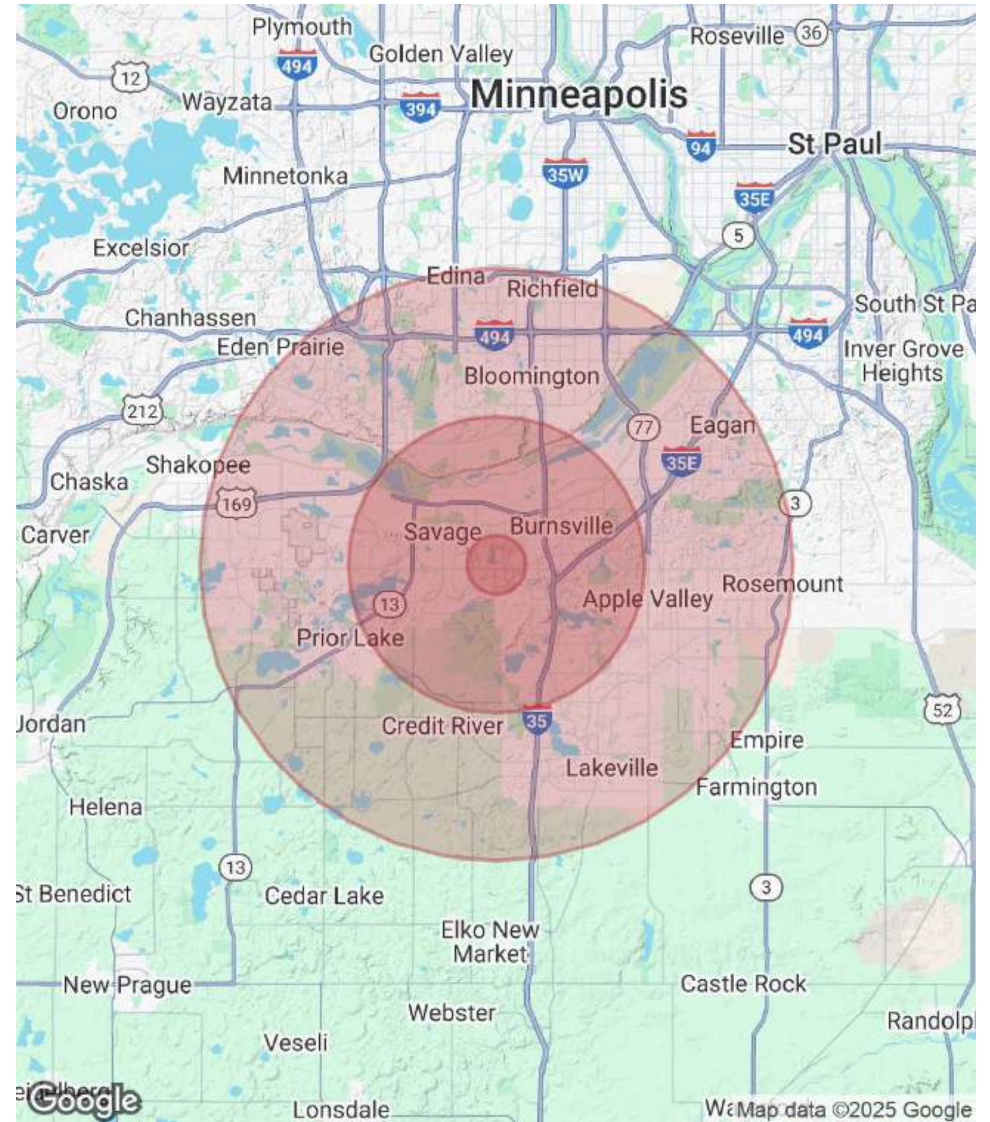 Plymouth
Roseville
36
494
Golden Valley
12
Wayzata
394
Minneapolis
Orono
94
St Paul
35W
Minnetonka
35E
5
Excelsior
Edina
Richfield
South St Pa
Chanhassen
494
494
Eden Prairie
Inver Grove
Heights
Bloomington
212
77
Eagan
35E
Shakopee
Chaska
169
3
Carver
Savage
Burnsville
Rosemount
13
Apple Valley
Prior Lake
52
Jordan
Credit River
35
Empire
Lakeville
Farmington
Helena
13
3
St Benedict
Cedar Lake
Elko New
Market
New Prague
Castle Rock
Webster
Randolp
Veseli
Google
Lonsdale
Map data ©2025 Google